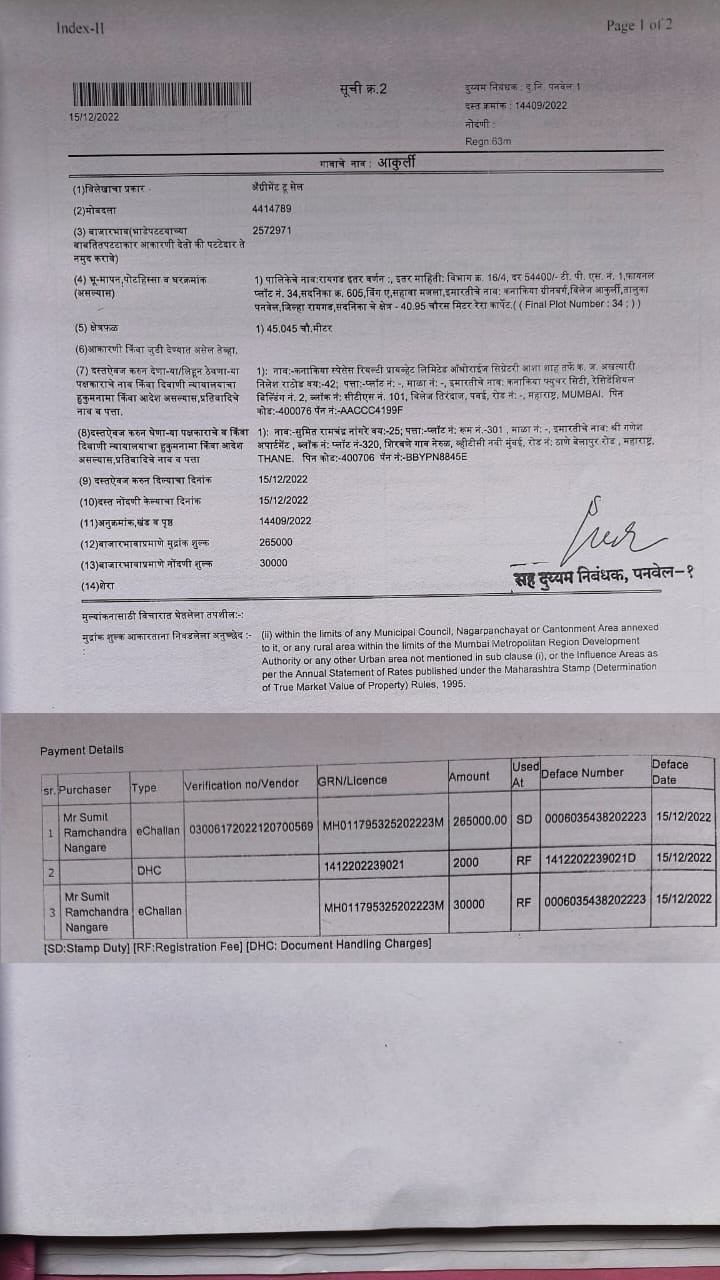 Index-II
Page 1 of 2
15/12/2022
सूची क्र.2
दुय्यम निबंधक : दु.नि. पनवेल 1
दस्त क्रमांक : 14409/2022
नोदंणी :
Regn:63m
गावाचे नाव : आकुर्ली
(1)विलेखाचा प्रकार
अ‍ॅग्रीमेंट टू सेल
(2)मोबदला
4414789
(3) बाजारभाव(भाडेपटटयाच्या
बाबतितपटटाकार आकारणी देतो की पटटेदार ते
नमुद करावे)
2572971
(4) भू-मापन,पोटहिस्सा व घरक्रमांक
(असल्यास)
1) पालिकेचे नाव:रायगड इतर वर्णन :, इतर माहिती: विभाग क्र. 16/4, दर 54400/- टी. पी. एस. नं. 1,फायनल
प्लॉट नं. 34,सदनिका क्र. 605,विंग ए,सहावा मजला,इमारतीचे नाव: कनाकिया ग्रीनवर्ग,विलेज आकुर्ली,तालुका
पनवेल,जिल्हा रायगड,सदनिका चे क्षेत्र - 40.95 चौरस मिटर रेरा कार्पेट.( ( Final Plot Number : 34 ; ) )
(5) क्षेत्रफळ
1) 45.045 चौ.मीटर
(6)आकारणी किंवा जुडी देण्यात असेल तेव्हा.
(7) दस्तऐवज करुन देणा-या/लिहून ठेवणा-या
पक्षकाराचे नाव किंवा दिवाणी न्यायालयाचा
हुकुमनामा किंवा आदेश असल्यास,प्रतिवादिचे
नाव व पत्ता.
1): नाव:-कनाकिया स्पेसेस रियल्टी प्रायव्हेट लिमिटेड ऑथोराईज सिग्नेटरी आशा शाह तर्फे क. ज. अखत्यारी
निलेश राठोड वय:-42; पत्ता:-प्लॉट नं: -, माळा नं: -, इमारतीचे नाव: कनाकिया फ्युचर सिटी, रेसिडेंशियल
बिल्डिंग नं. 2, ब्लॉक नं: सीटीएस नं. 101, विलेज तिरंदाज, पवई, रोड नं: -, महाराष्ट्र, MUMBAI. पिन
कोड:-400076 पॅन नं:-AACCC4199F
(8)दस्तऐवज करुन घेणा-या पक्षकाराचे व किंवा
दिवाणी न्यायालयाचा हुकुमनामा किंवा आदेश
असल्यास,प्रतिवादिचे नाव व पत्ता
1): नाव:-सुमित रामचंद्र नांगरे वय:-25; पत्ता:-प्लॉट नं: रूम नं.-301 , माळा नं: -, इमारतीचे नाव: श्री गणेश
अपार्टमेंट , ब्लॉक नं: प्लॉट नं-320, शिरवणे गाव नेरुळ, व्हीटीसी नवी मुंबई, रोड नं: ठाणे बेलापुर रोड , महाराष्ट्र,
THANE. पिन कोड:-400706 पॅन नं:-BBYPN8845E
(9) दस्तऐवज करुन दिल्याचा दिनांक
15/12/2022
(10)दस्त नोंदणी केल्याचा दिनांक
15/12/2022
(11)अनुक्रमांक,खंड व पृष्ठ
14409/2022
(12)बाजारभावाप्रमाणे मुद्रांक शुल्क
265000
(13)बाजारभावाप्रमाणे नोंदणी शुल्क
30000
(14)शेरा
सह दुय्यम निबंधक, पनवेल-१
मुल्यांकनासाठी विचारात घेतलेला तपशील:-:
मुद्रांक शुल्क आकारताना निवडलेला अनुच्छेद :- :
(ii) within the limits of any Municipal Council, Nagarpanchayat or Cantonment Area annexed
to it, or any rural area within the limits of the Mumbai Metropolitan Region Development
Authority or any other Urban area not mentioned in sub clause (i), or the Influence Areas as
per the Annual Statement of Rates published under the Maharashtra Stamp (Determination
of True Market Value of Property) Rules, 1995.
Payment Details
sr. Purchaser Type Verification no/Vendor GRN/Licence Amount Used At Deface Number Deface Date
1 Mr Sumit Ramchandra Nangare eChallan 03006172022120700569 MH011795325202223M 265000.00 SD 0006035438202223 15/12/2022
2 DHC 1412202239021 2000 RF 1412202239021D 15/12/2022
3 Mr Sumit Ramchandra Nangare eChallan MH011795325202223M 30000 RF 0006035438202223 15/12/2022
[SD:Stamp Duty] [RF:Registration Fee] [DHC: Document Handling Charges]